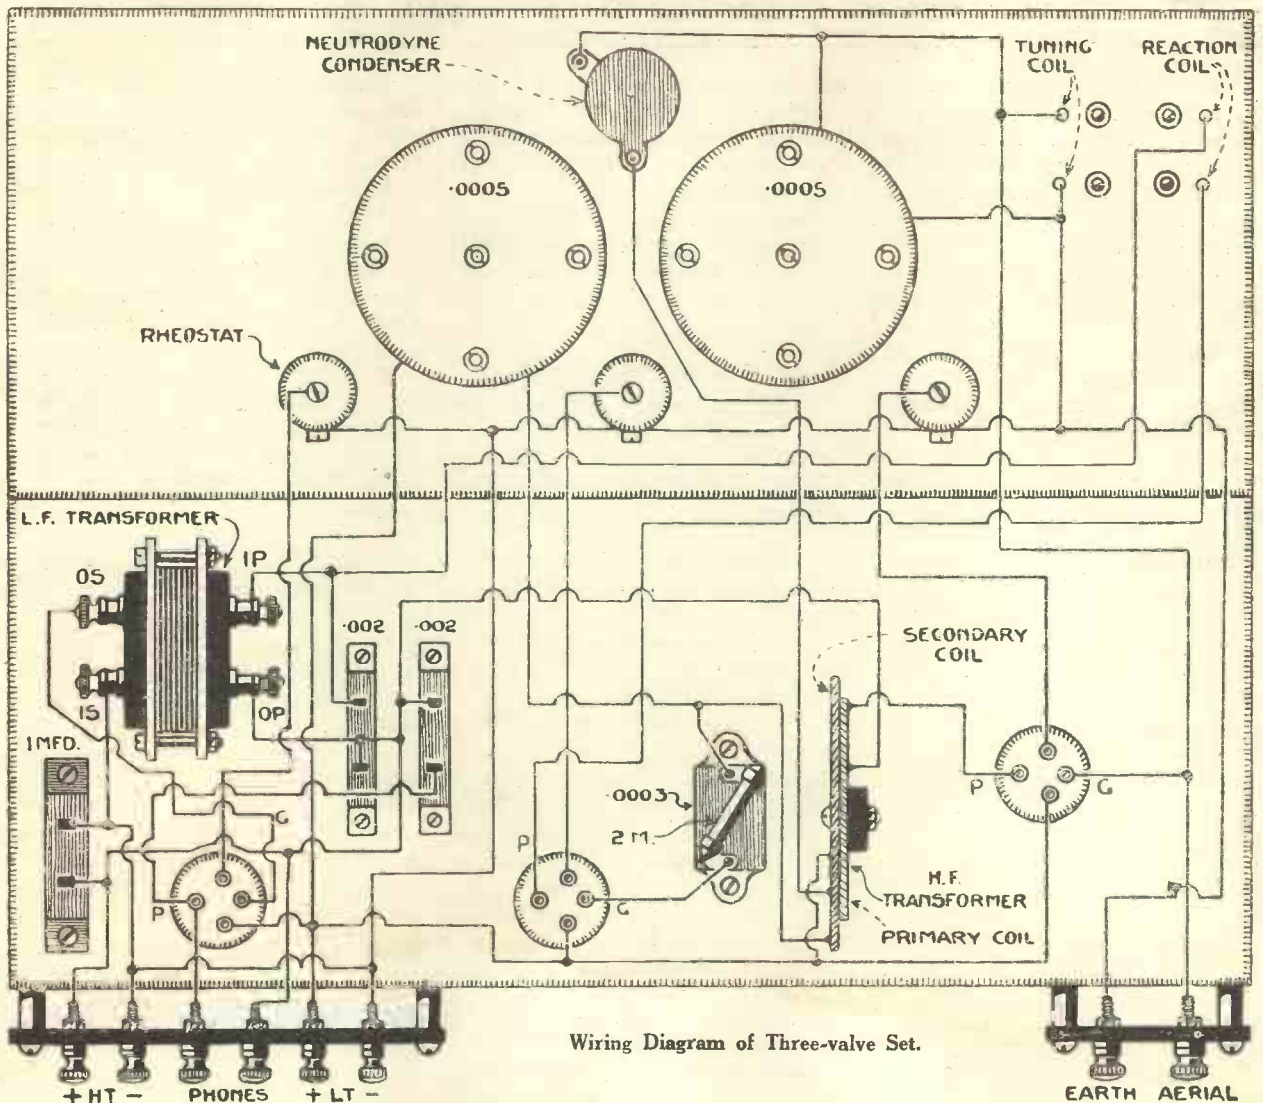 NEUTRODYNE
CONDENSER
TUNING
COIL
REACTION
COIL
.0005
.0005
RHEOSTAT
L.F. TRANSFORMER
OS
IP
IS
OP
.002
.002
1 MFD.
SECONDARY
COIL
P
G
.0003
2 M.
P
G
P
G
H.F.
TRANSFORMER
PRIMARY COIL
Wiring Diagram of Three-valve Set.
+ HT −
PHONES
+ LT −
EARTH
AERIAL